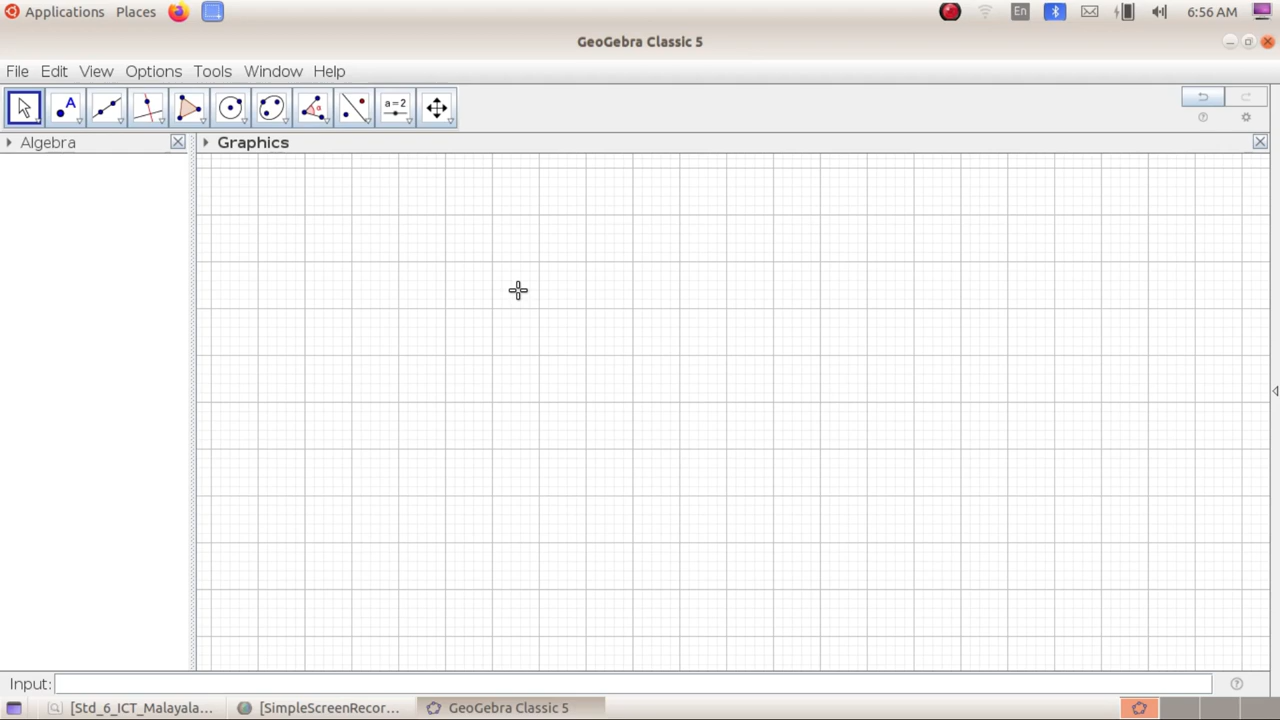 Applications Places En 6:56 AM
GeoGebra Classic 5
File Edit View Options Tools Window Help
A α a=2
Algebra Graphics
Input:
[Std_6_ICT_Malayala... [SimpleScreenRecor... GeoGebra Classic 5